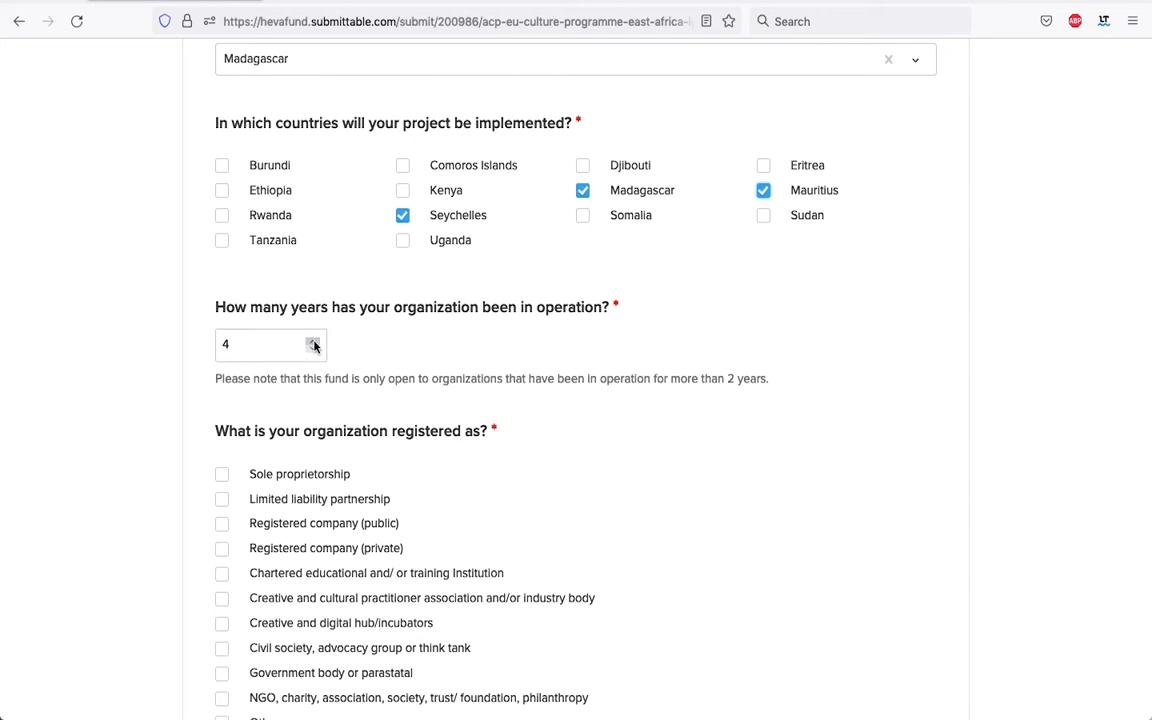 https://hevafund.submittable.com/submit/200986/acp-eu-culture-programme-east-africa-
Search
ABP
LT
Madagascar
In which countries will your project be implemented? *
Burundi Comoros Islands Djibouti Eritrea
Ethiopia Kenya Madagascar Mauritius
Rwanda Seychelles Somalia Sudan
Tanzania Uganda
How many years has your organization been in operation? *
4
Please note that this fund is only open to organizations that have been in operation for more than 2 years.
What is your organization registered as? *
Sole proprietorship
Limited liability partnership
Registered company (public)
Registered company (private)
Chartered educational and/ or training Institution
Creative and cultural practitioner association and/or industry body
Creative and digital hub/incubators
Civil society, advocacy group or think tank
Government body or parastatal
NGO, charity, association, society, trust/ foundation, philanthropy